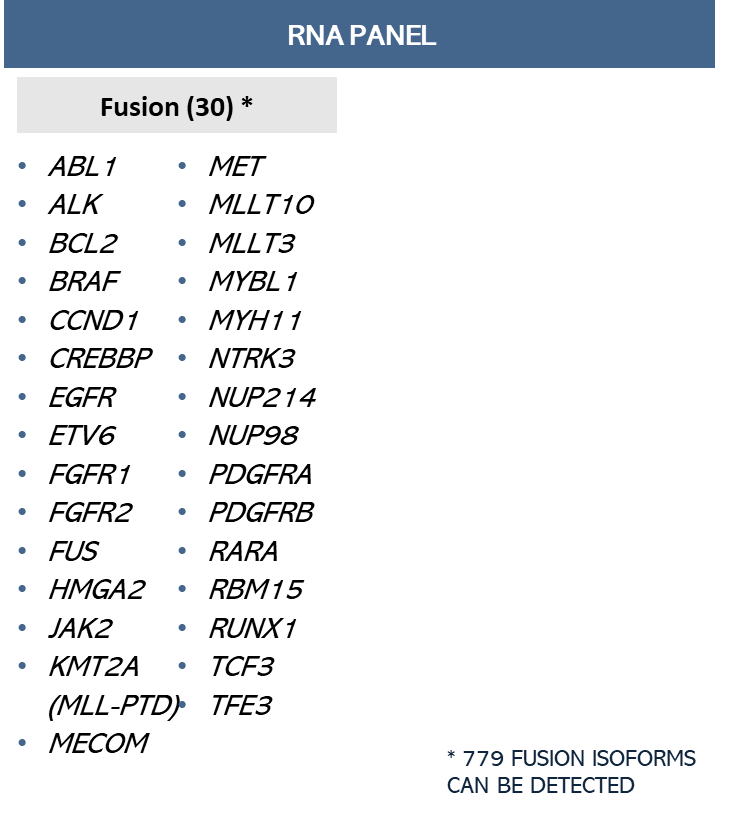 RNA PANEL
Fusion (30) *
• ABL1
• ALK
• BCL2
• BRAF
• CCND1
• CREBBP
• EGFR
• ETV6
• FGFR1
• FGFR2
• FUS
• HMGA2
• JAK2
• KMT2A
(MLL-PTD)
• MECOM
• MET
• MLLT10
• MLLT3
• MYBL1
• MYH11
• NTRK3
• NUP214
• NUP98
• PDGFRA
• PDGFRB
• RARA
• RBM15
• RUNX1
• TCF3
• TFE3
* 779 FUSION ISOFORMS
CAN BE DETECTED